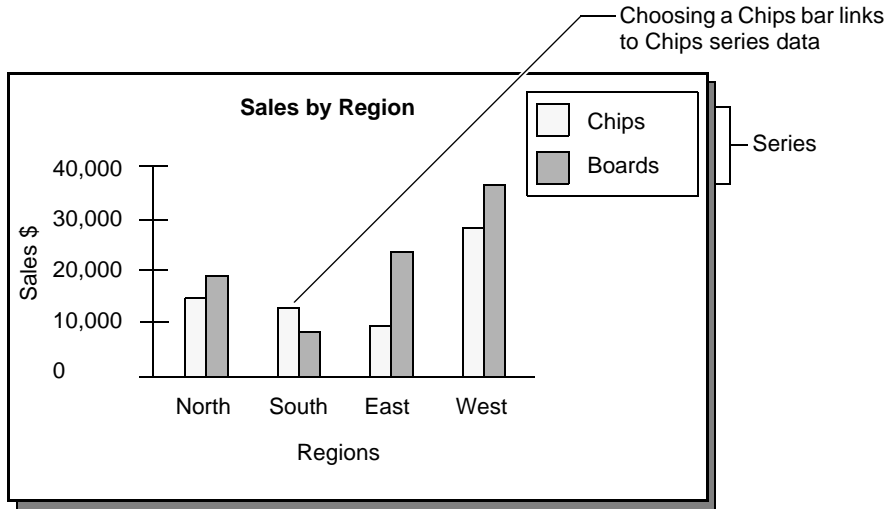 Choosing a Chips bar links
to Chips series data
Sales by Region
Chips
Boards
Series
Sales $
40,000
30,000
20,000
10,000
0
North South East West
Regions